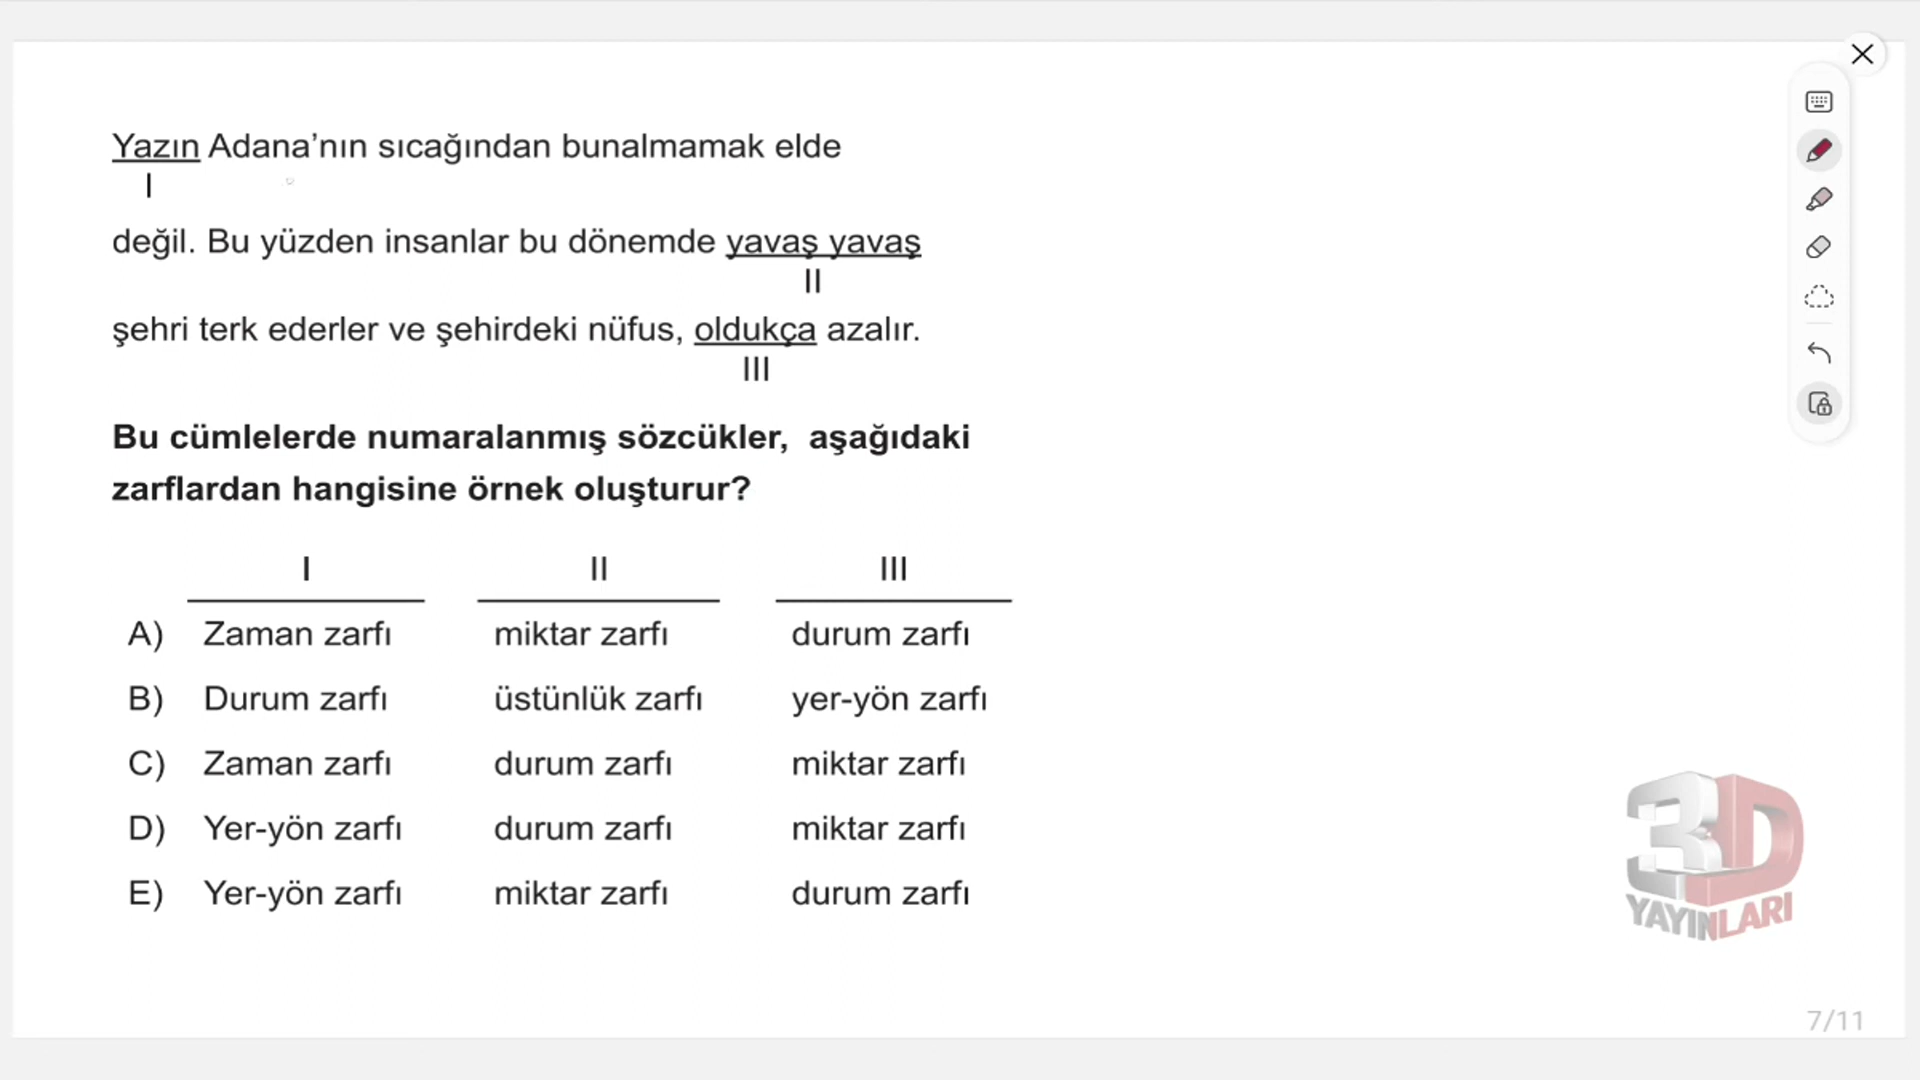 Yazın Adana’nın sıcağından bunalmamak elde
I
değil. Bu yüzden insanlar bu dönemde yavaş yavaş
II
şehri terk ederler ve şehirdeki nüfus, oldukça azalır.
III
Bu cümlelerde numaralanmış sözcükler, aşağıdaki
zarflardan hangisine örnek oluşturur?
I II III
A) Zaman zarfı miktar zarfı durum zarfı
B) Durum zarfı üstünlük zarfı yer-yön zarfı
C) Zaman zarfı durum zarfı miktar zarfı
D) Yer-yön zarfı durum zarfı miktar zarfı
E) Yer-yön zarfı miktar zarfı durum zarfı
3D
YAYINLARI
7/11